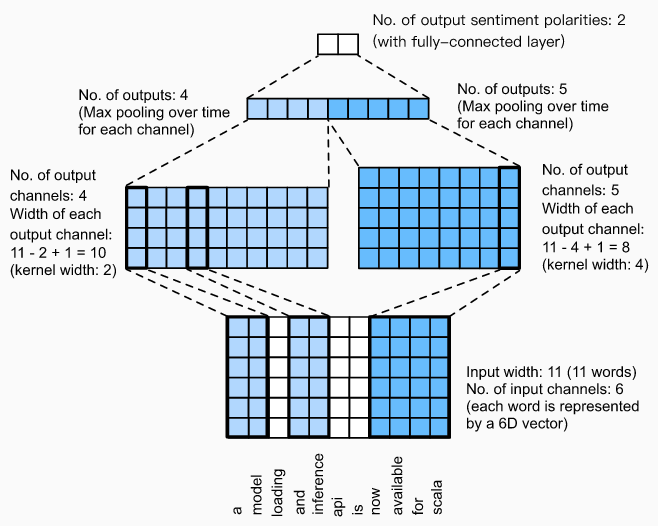 No. of output sentiment polarities: 2
(with fully-connected layer)
No. of outputs: 4
(Max pooling over time
for each channel)
No. of outputs: 5
(Max pooling over time
for each channel)
No. of output
channels: 4
Width of each
output channel:
11 - 2 + 1 = 10
(kernel width: 2)
No. of output
channels: 5
Width of each
output channel:
11 - 4 + 1 = 8
(kernel width: 4)
Input width: 11 (11 words)
No. of input channels: 6
(each word is represented
by a 6D vector)
a
model
loading
and
inference
api
is
now
available
for
scala